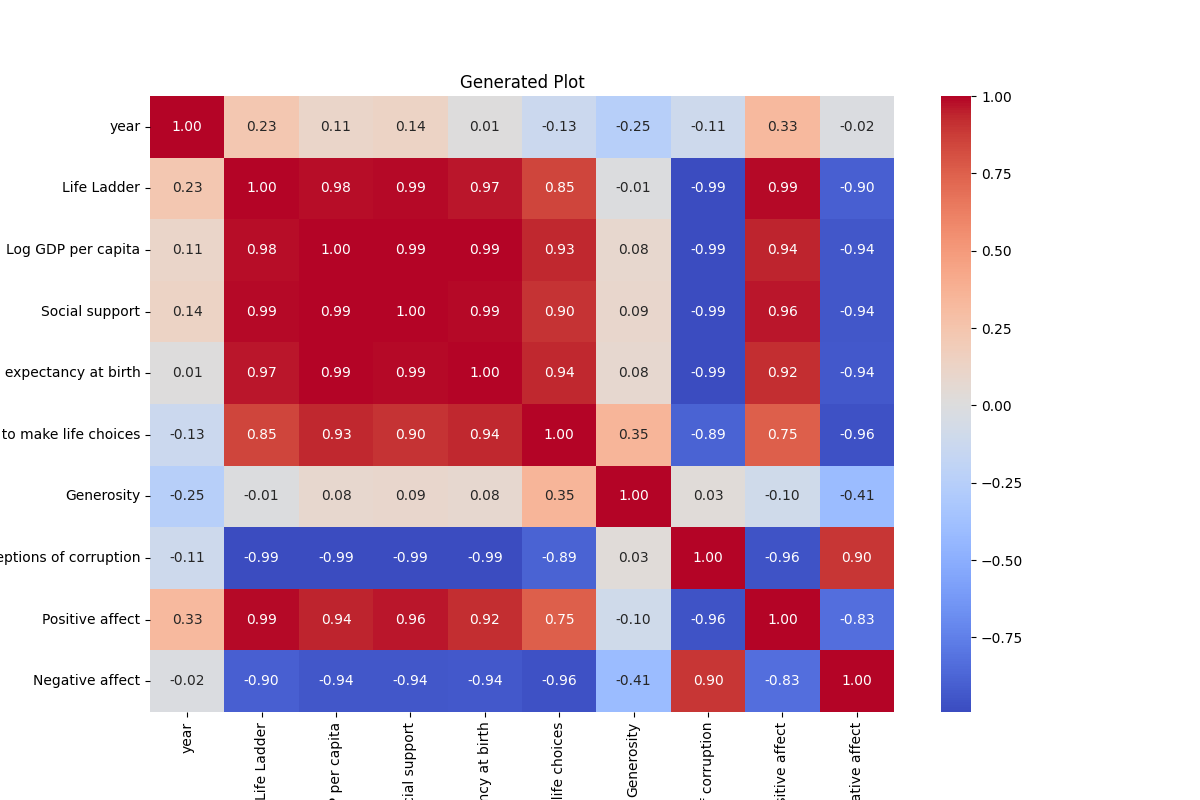 Generated Plot
year 1.00 0.23 0.11 0.14 0.01 -0.13 -0.25 -0.11 0.33 -0.02 1.00
Life Ladder 0.23 1.00 0.98 0.99 0.97 0.85 -0.01 -0.99 0.99 -0.90 0.75
Log GDP per capita 0.11 0.98 1.00 0.99 0.99 0.93 0.08 -0.99 0.94 -0.94 0.50
Social support 0.14 0.99 0.99 1.00 0.99 0.90 0.09 -0.99 0.96 -0.94 0.25
expectancy at birth 0.01 0.97 0.99 0.99 1.00 0.94 0.08 -0.99 0.92 -0.94 0.00
to make life choices -0.13 0.85 0.93 0.90 0.94 1.00 0.35 -0.89 0.75 -0.96
Generosity -0.25 -0.01 0.08 0.09 0.08 0.35 1.00 0.03 -0.10 -0.41 −0.25
eptions of corruption -0.11 -0.99 -0.99 -0.99 -0.99 -0.89 0.03 1.00 -0.96 0.90 −0.50
Positive affect 0.33 0.99 0.94 0.96 0.92 0.75 -0.10 -0.96 1.00 -0.83 −0.75
Negative affect -0.02 -0.90 -0.94 -0.94 -0.94 -0.96 -0.41 0.90 -0.83 1.00
year
Life Ladder
P per capita
cial support
ncy at birth
life choices
Generosity
corruption
sitive affect
ative affect